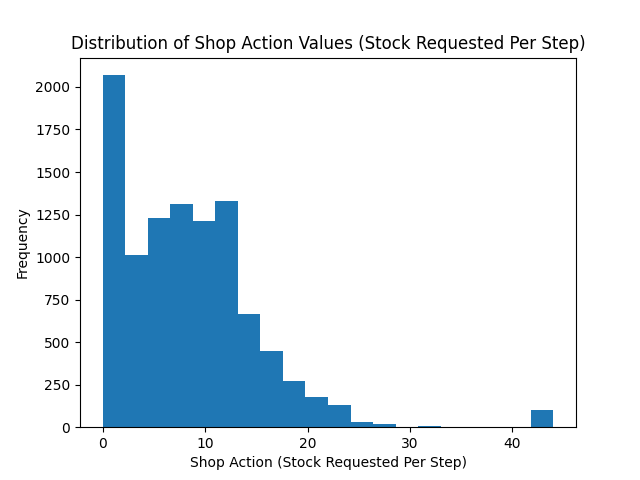 Distribution of Shop Action Values (Stock Requested Per Step)
2000
1750
1500
1250
1000
750
500
250
0
Frequency
0 10 20 30 40
Shop Action (Stock Requested Per Step)